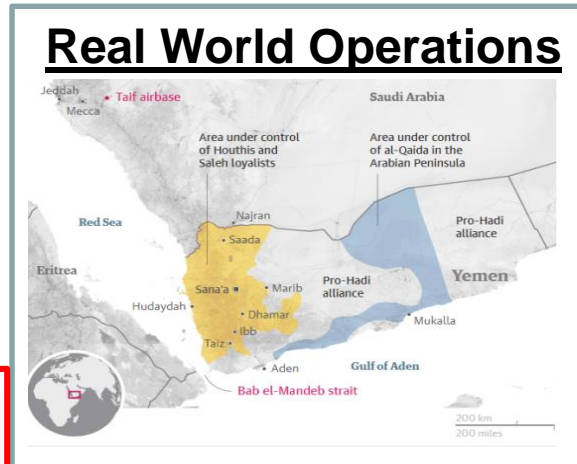 Real World Operations
Jeddah
Taif airbase
Mecca
Saudi Arabia
Area under control
of Houthis and
Saleh loyalists
Area under control
of al-Qaida in the
Arabian Peninsula
Red Sea
Najran
Saada
Pro-Hadi
alliance
Eritrea
Sana'a
Marib
Pro-Hadi
alliance
Yemen
Hudaydah
Dhamar
Ibb
Mukalla
Taiz
Aden
Gulf of Aden
Bab el-Mandeb strait
200 km
200 miles